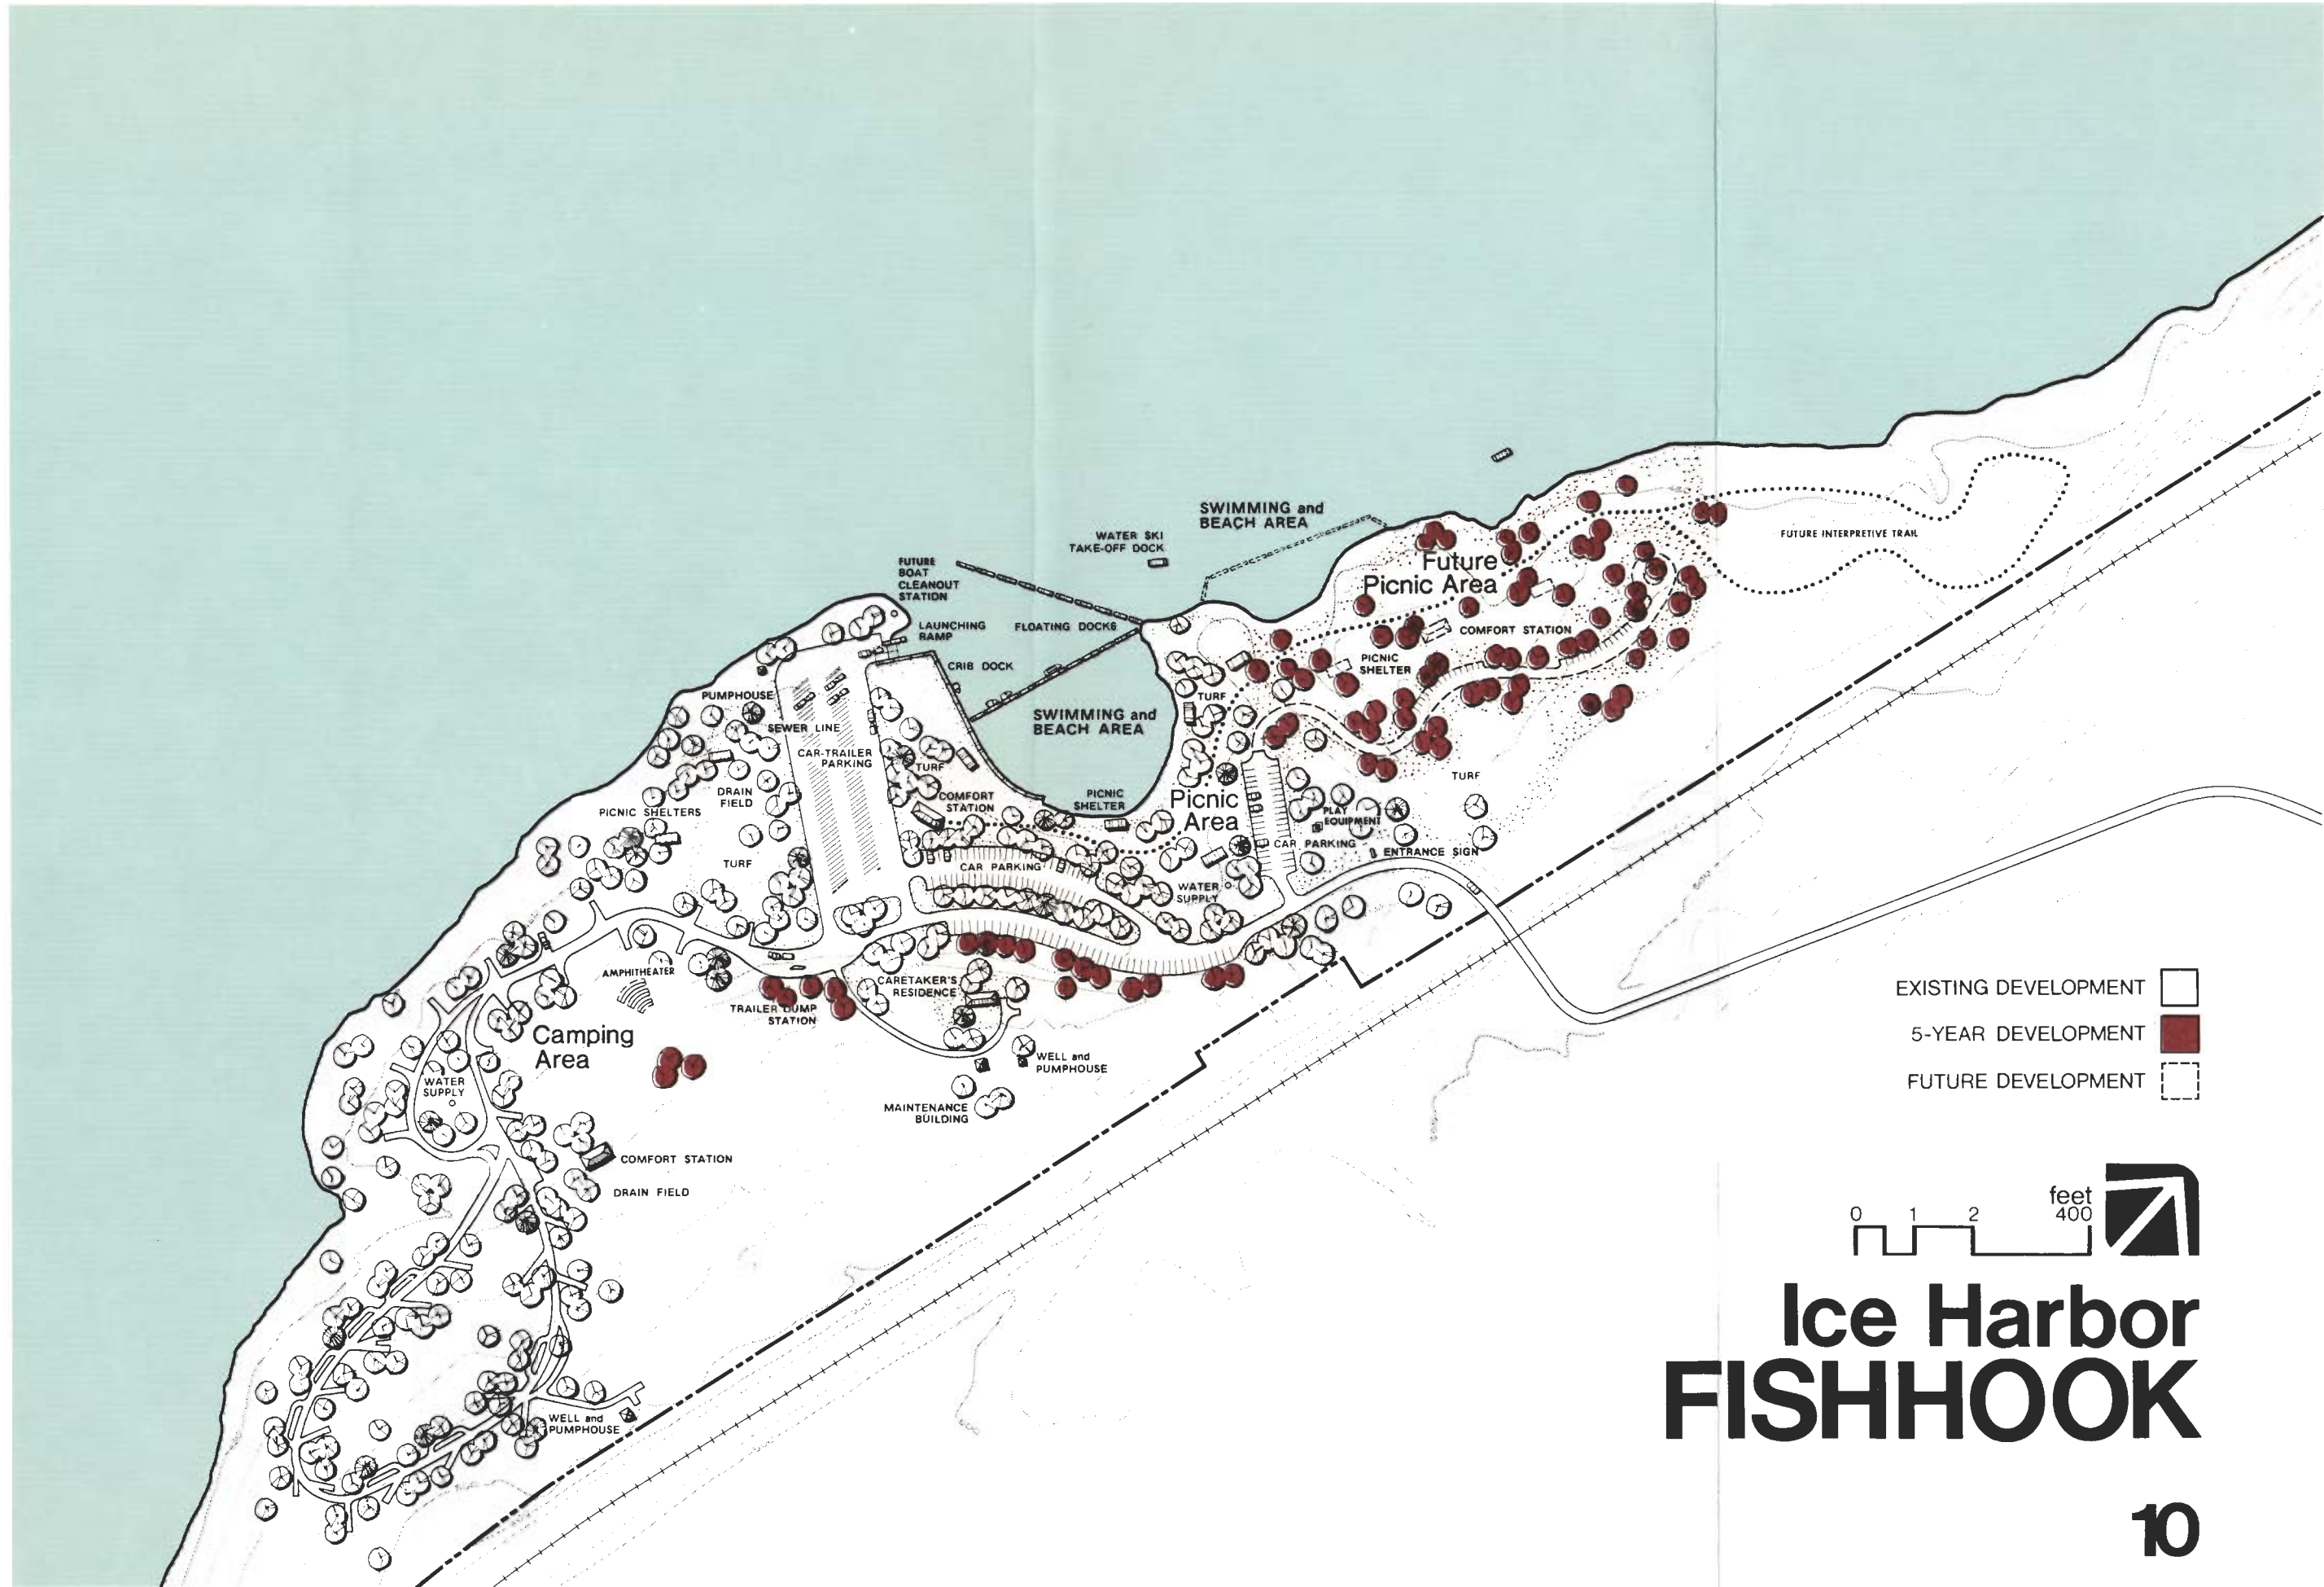 SWIMMING and
BEACH AREA
WATER SKI
TAKE-OFF DOCK
FUTURE
BOAT
CLEANOUT
STATION
LAUNCHING
RAMP
FLOATING DOCKS
CRIB DOCK
SWIMMING and
BEACH AREA
Future
Picnic Area
FUTURE INTERPRETIVE TRAIL
COMFORT STATION
PICNIC
SHELTER
TURF
PUMPHOUSE
SEWER LINE
CAR-TRAILER
PARKING
TURF
DRAIN
FIELD
COMFORT
STATION
PICNIC
SHELTER
Picnic
Area
TURF
PLAY
EQUIPMENT
PICNIC SHELTERS
TURF
CAR PARKING
CAR PARKING
ENTRANCE SIGN
WATER
SUPPLY
AMPHITHEATER
CARETAKER'S
RESIDENCE
TRAILER DUMP
STATION
Camping
Area
WELL and
PUMPHOUSE
WATER
SUPPLY
MAINTENANCE
BUILDING
COMFORT STATION
DRAIN FIELD
WELL and
PUMPHOUSE
EXISTING DEVELOPMENT
5-YEAR DEVELOPMENT
FUTURE DEVELOPMENT
feet
0 1 2 400
Ice Harbor
FISHHOOK
10